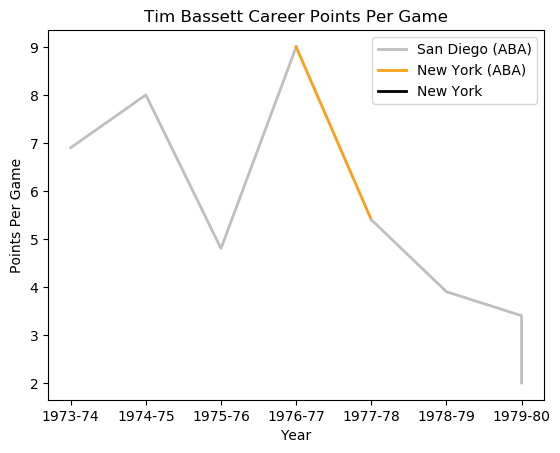 Tim Bassett Career Points Per Game
San Diego (ABA)
New York (ABA)
New York
Points Per Game
9
8
7
6
5
4
3
2
1973-74 1974-75 1975-76 1976-77 1977-78 1978-79 1979-80
Year